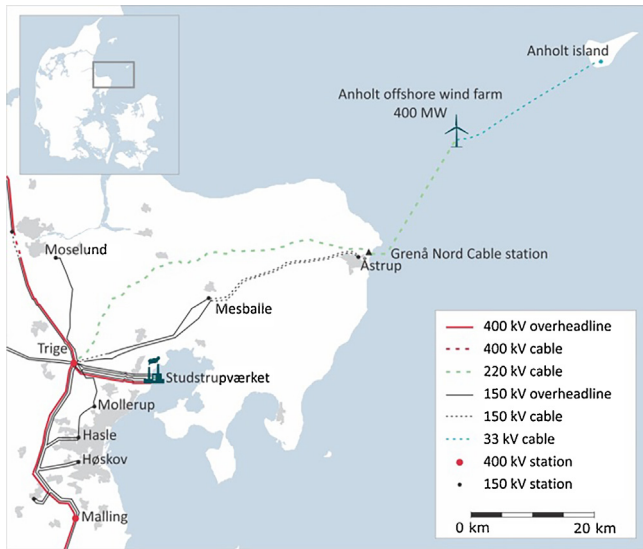 Anholt island
Anholt offshore wind farm
400 MW
Moselund
Grenå Nord Cable station
Åstrup
Mesballe
Trige
Studstrupværket
Mollerup
Hasle
Høskov
Malling
400 kV overheadline
400 kV cable
220 kV cable
150 kV overheadline
150 kV cable
33 kV cable
400 kV station
150 kV station
0 km 20 km